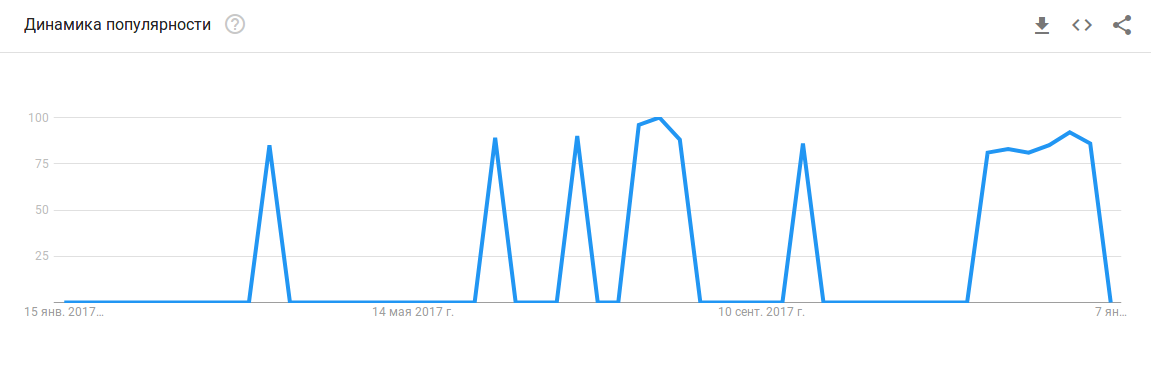 Динамика популярности
100
75
50
25
15 янв. 2017…
14 мая 2017 г.
10 сент. 2017 г.
7 ян…